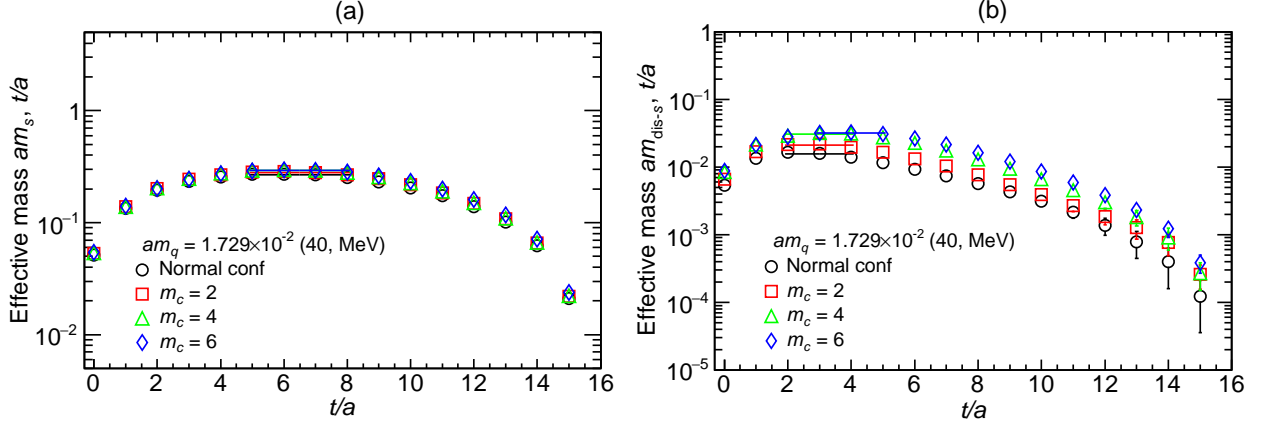 (a)
Effective mass am_s, t/a
1
10⁻¹
10⁻²
am_q = 1.729×10⁻² (40, MeV)
Normal conf
m_c = 2
m_c = 4
m_c = 6
0 2 4 6 8 10 12 14 16
t/a
(b)
Effective mass am_dis-s, t/a
1
10⁻¹
10⁻²
10⁻³
10⁻⁴
10⁻⁵
am_q = 1.729×10⁻² (40, MeV)
Normal conf
m_c = 2
m_c = 4
m_c = 6
0 2 4 6 8 10 12 14 16
t/a